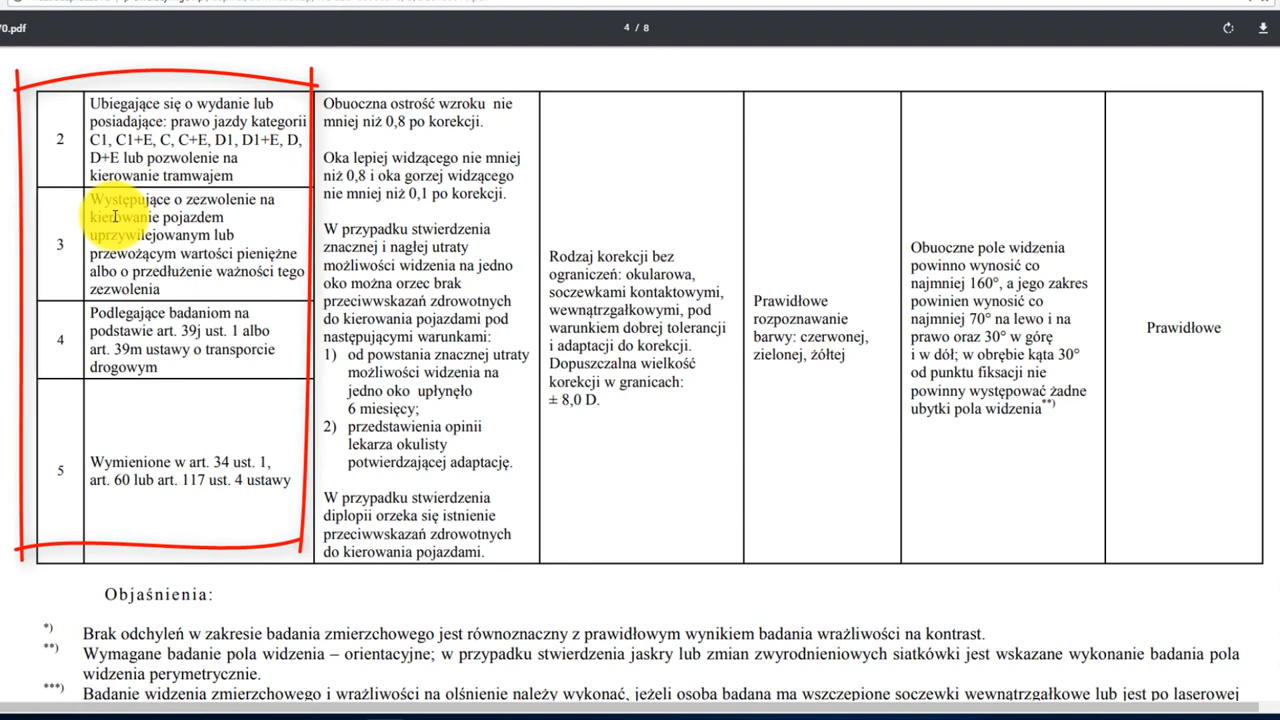 70.pdf
4 / 8
2
Ubiegające się o wydanie lub
posiadające: prawo jazdy kategorii
C1, C1+E, C, C+E, D1, D1+E, D,
D+E lub pozwolenie na
kierowanie tramwajem
3
Występujące o zezwolenie na
kierowanie pojazdem
uprzywilejowanym lub
przewożącym wartości pieniężne
albo o przedłużenie ważności tego
zezwolenia
4
Podlegające badaniom na
podstawie art. 39j ust. 1 albo
art. 39m ustawy o transporcie
drogowym
5
Wymienione w art. 34 ust. 1,
art. 60 lub art. 117 ust. 4 ustawy
Obuoczna ostrość wzroku nie
mniej niż 0,8 po korekcji.
Oka lepiej widzącego nie mniej
niż 0,8 i oka gorzej widzącego
nie mniej niż 0,1 po korekcji.
W przypadku stwierdzenia
znacznej i nagłej utraty
możliwości widzenia na jedno
oko można orzec brak
przeciwwskazań zdrowotnych
do kierowania pojazdami pod
następującymi warunkami:
1) od powstania znacznej utraty
możliwości widzenia na
jedno oko upłynęło
6 miesięcy;
2) przedstawienia opinii
lekarza okulisty
potwierdzającej adaptację.
W przypadku stwierdzenia
diplopii orzeka się istnienie
przeciwwskazań zdrowotnych
do kierowania pojazdami.
Rodzaj korekcji bez
ograniczeń: okularowa,
soczewkami kontaktowymi,
wewnątrzgałkowymi, pod
warunkiem dobrej tolerancji
i adaptacji do korekcji.
Dopuszczalna wielkość
korekcji w granicach:
± 8,0 D.
Prawidłowe
rozpoznawanie
barwy: czerwonej,
zielonej, żółtej
Obuoczne pole widzenia
powinno wynosić co
najmniej 160°, a jego zakres
powinien wynosić co
najmniej 70° na lewo i na
prawo oraz 30° w górę
i w dół; w obrębie kąta 30°
od punktu fiksacji nie
powinny występować żadne
ubytki pola widzenia**)
Prawidłowe
Objaśnienia:
*) Brak odchyleń w zakresie badania zmierzchowego jest równoznaczny z prawidłowym wynikiem badania wrażliwości na kontrast.
**) Wymagane badanie pola widzenia – orientacyjne; w przypadku stwierdzenia jaskry lub zmian zwyrodnieniowych siatkówki jest wskazane wykonanie badania pola
widzenia perymetrycznie.
***) Badanie widzenia zmierzchowego i wrażliwości na olśnienie należy wykonać, jeżeli osoba badana ma wszczepione soczewki wewnątrzgałkowe lub jest po laserowej